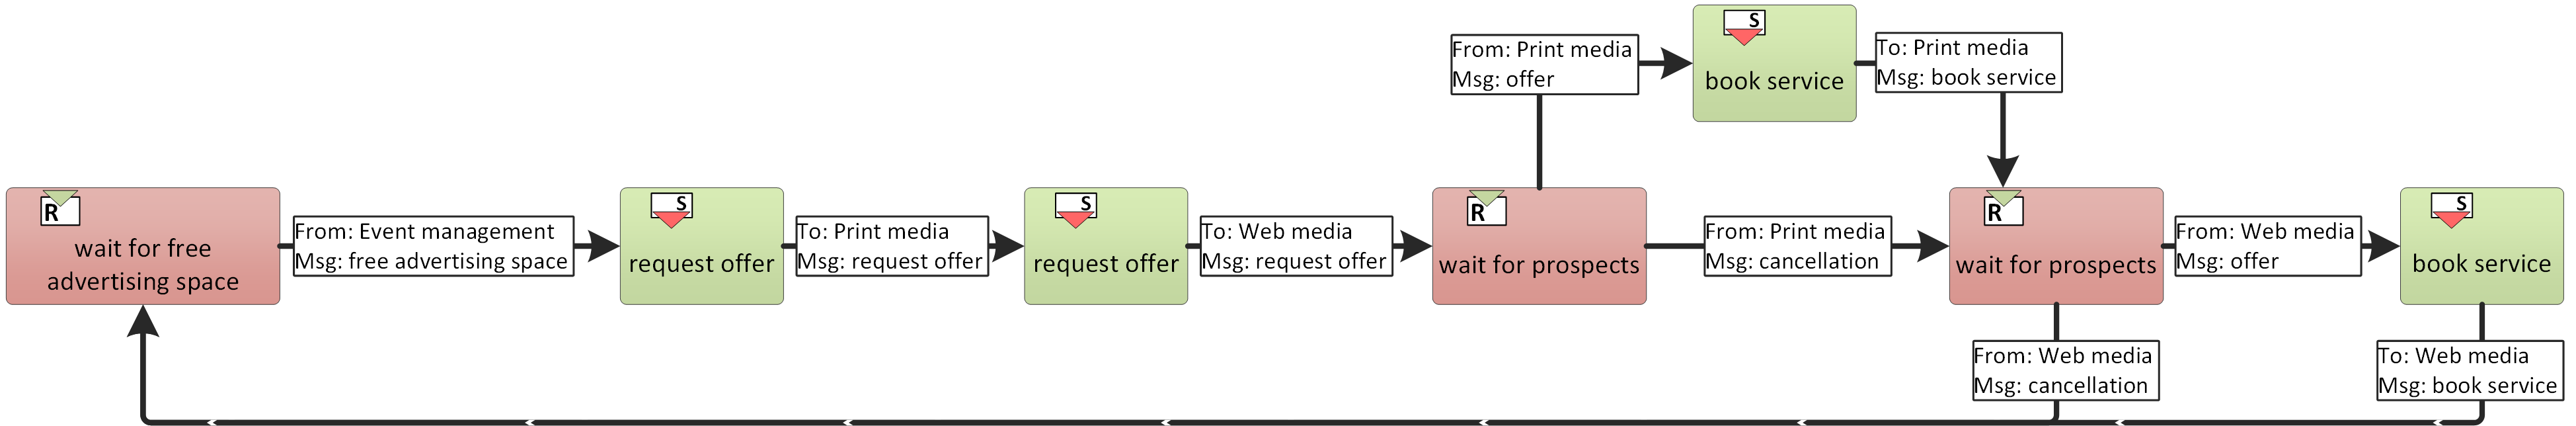 S
book service
From: Print media
Msg: offer
To: Print media
Msg: book service
R
wait for free
advertising space
From: Event management
Msg: free advertising space
S
request offer
To: Print media
Msg: request offer
S
request offer
To: Web media
Msg: request offer
R
wait for prospects
From: Print media
Msg: cancellation
R
wait for prospects
From: Web media
Msg: offer
S
book service
From: Web media
Msg: cancellation
To: Web media
Msg: book service